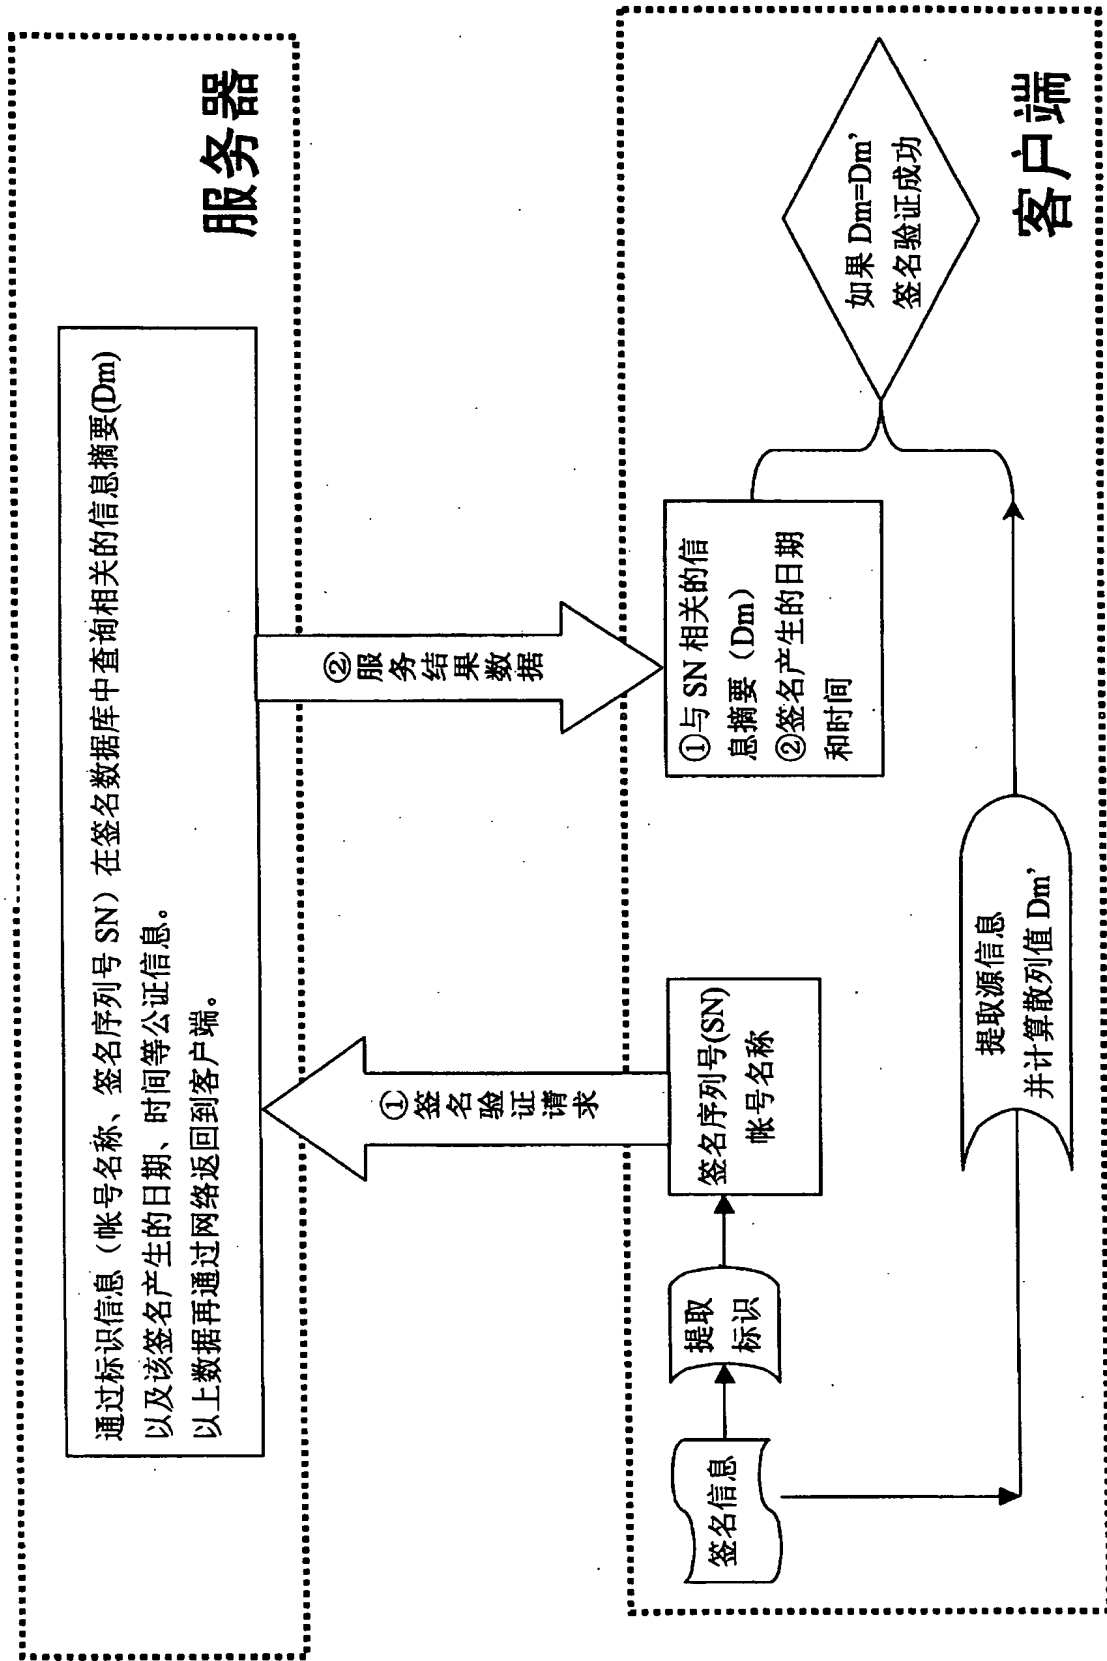 服务器
通过标识信息（帐号名称、签名序列号 SN）在签名数据库中查询相关的信息摘要(Dm)
以及该签名产生的日期、时间等公证信息。
以上数据再通过网络返回到客户端。
①签名验证请求
②服务结果数据
签名信息
提取
标识
签名序列号(SN)
帐号名称
①与 SN 相关的信
息摘要（Dm）
②签名产生的日期
和时间
提取源信息
并计算散列值 Dm’
如果 Dm=Dm’
签名验证成功
客户端